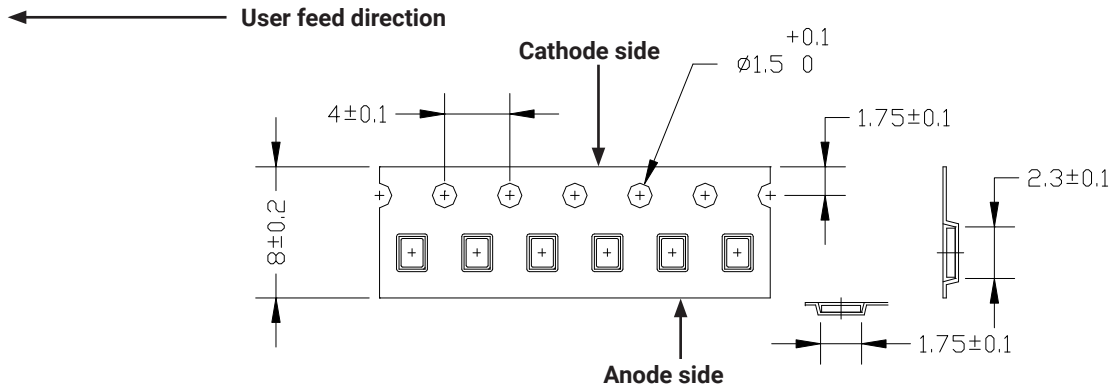 User feed direction
+0.1
Cathode side
ø1.5 0
4±0.1
1.75±0.1
2.3±0.1
8±0.2
1.75±0.1
Anode side